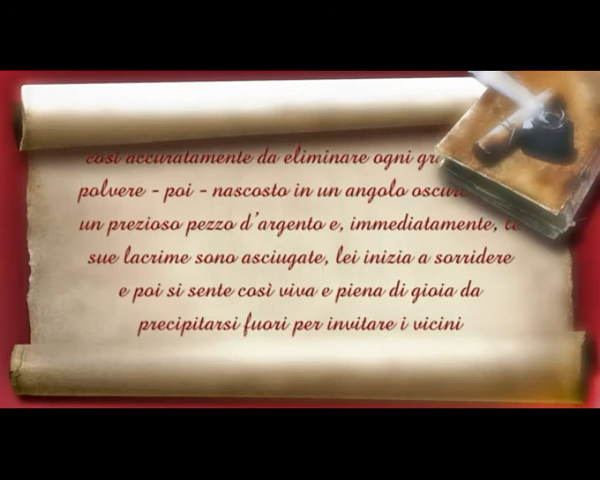 così accuratamente da eliminare ogni
polvere - poi - nascosto in un angolo
un prezioso pezzo d'argento e, immediatamente,
sue lacrime sono asciugate, lei inizia a sorridere
e poi si sente così viva e piena di gioia da
precipitarsi fuori per invitare i vicini